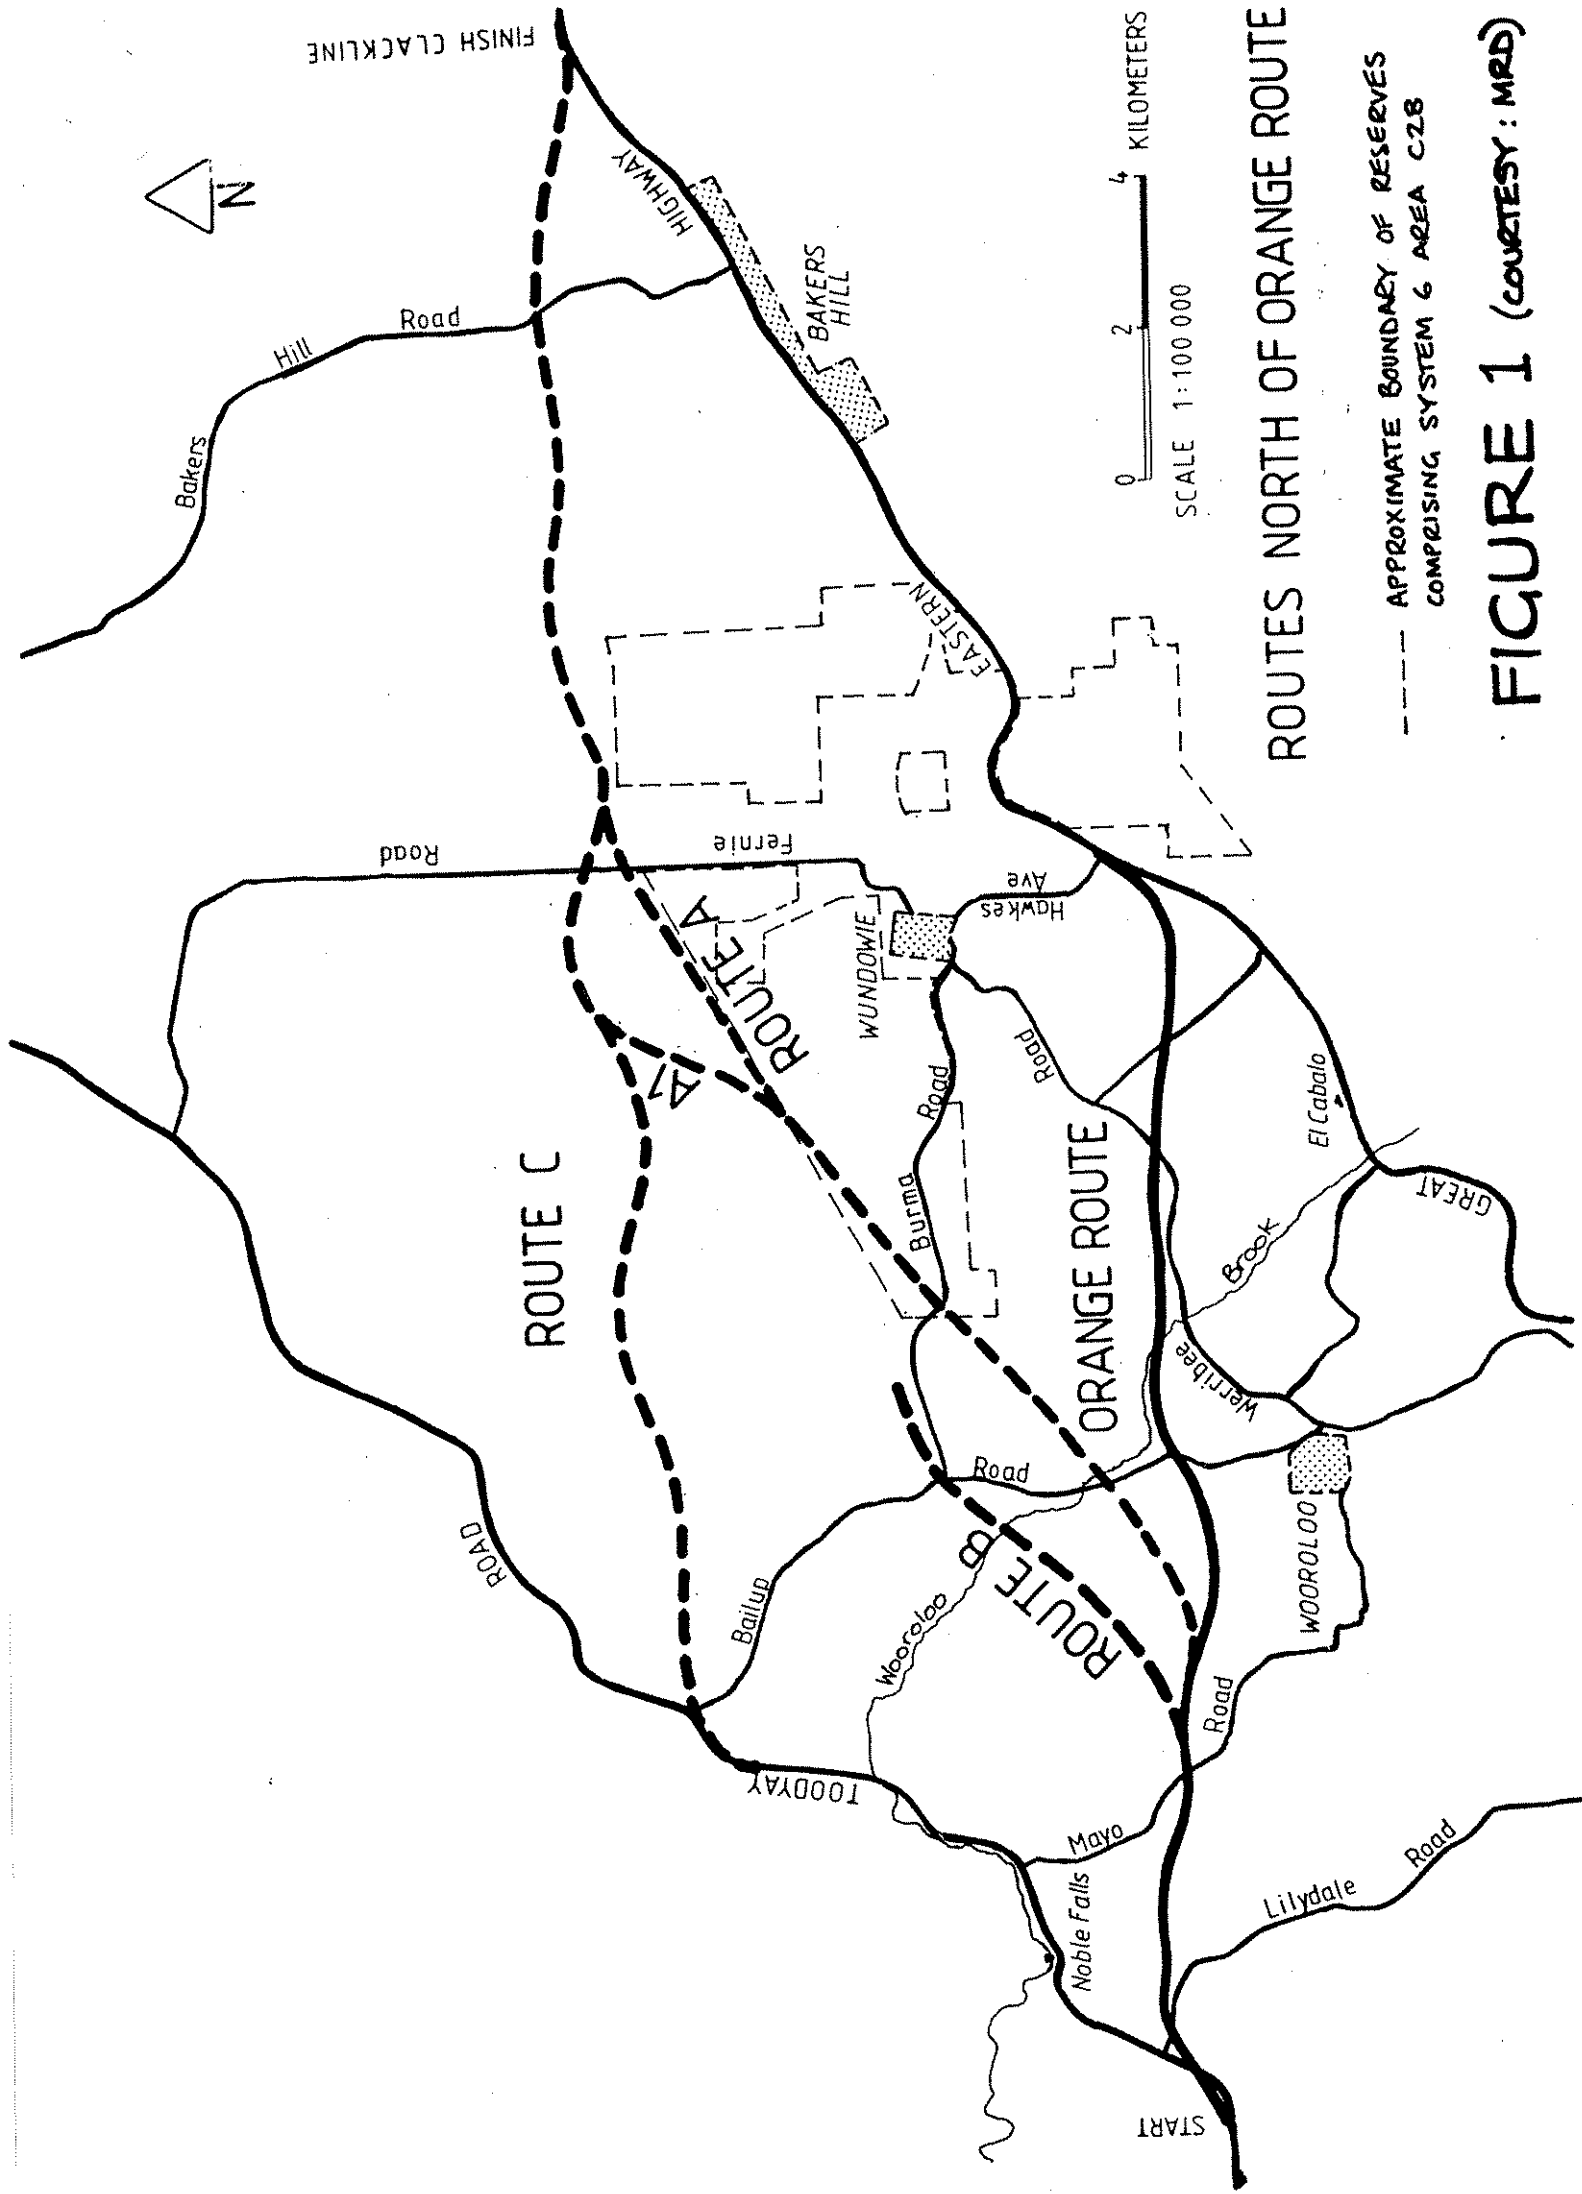 FINISH CLACKLINE
N
Bakers
Hill
Road
HIGHWAY
BAKERS
HILL
EASTERN
Road
Fernie
Hawkes
Ave
WUNDOWIE
ROUTE A
A1
ROUTE C
Burma
Road
Road
ORANGE ROUTE
El Cabalo
GREAT
Brook
Werribee
ROAD
Bailup
Road
Wooroloo
ROUTE B
WOOROLOO
Road
TOODYAY
Mayo
Noble Falls
Lilydale
Road
START
0 2 4 KILOMETERS
SCALE 1:100 000
ROUTES NORTH OF ORANGE ROUTE
APPROXIMATE BOUNDARY OF RESERVES
COMPRISING SYSTEM 6 AREA C28
FIGURE 1 (COURTESY: MRD)